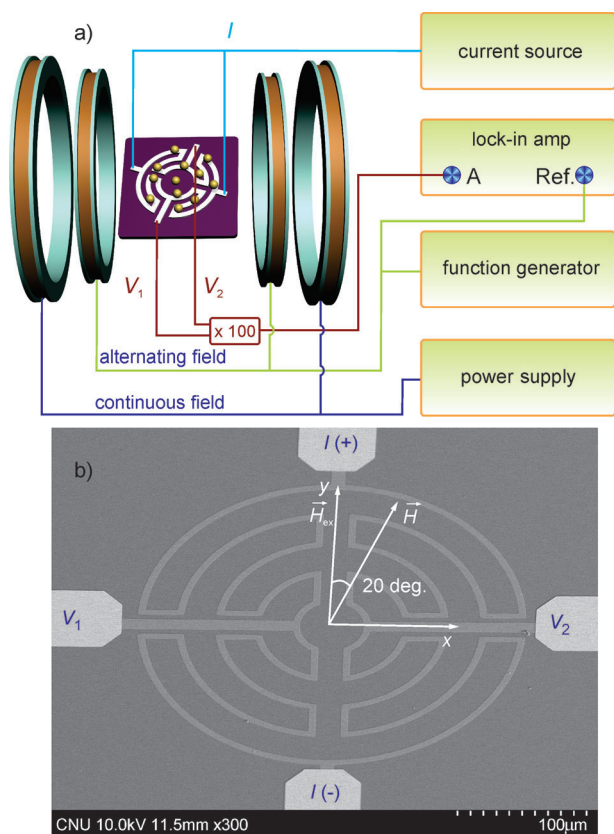 a)
I
current source
lock-in amp
A
Ref.
V1
V2
function generator
x 100
alternating field
power supply
continuous field
b)
I (+)
y
Hex
H
20 deg.
V1
V2
x
I (-)
CNU 10.0kV 11.5mm x300
100µm